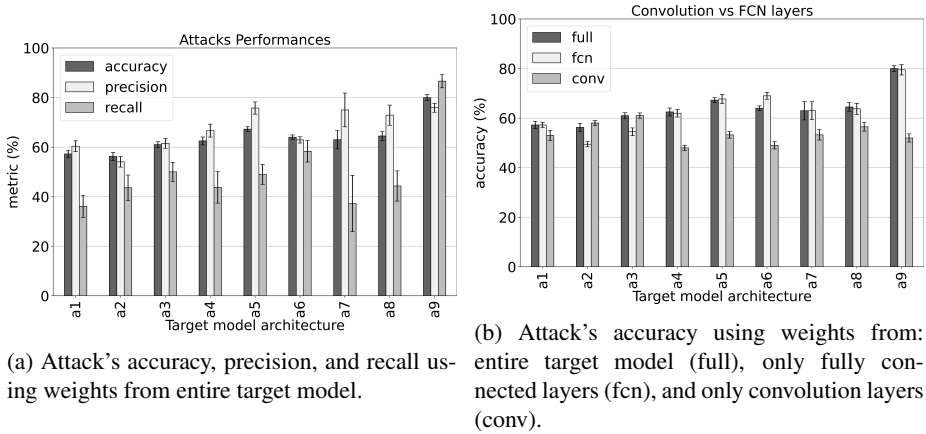 Attacks Performances
100
80
60
40
20
0
metric (%)
accuracy
precision
recall
a1 a2 a3 a4 a5 a6 a7 a8 a9
Target model architecture
(a) Attack's accuracy, precision, and recall us-
ing weights from entire target model.
Convolution vs FCN layers
100
80
60
40
20
0
accuracy (%)
full
fcn
conv
a1 a2 a3 a4 a5 a6 a7 a8 a9
Target model architecture
(b) Attack's accuracy using weights from:
entire target model (full), only fully con-
nected layers (fcn), and only convolution layers
(conv).